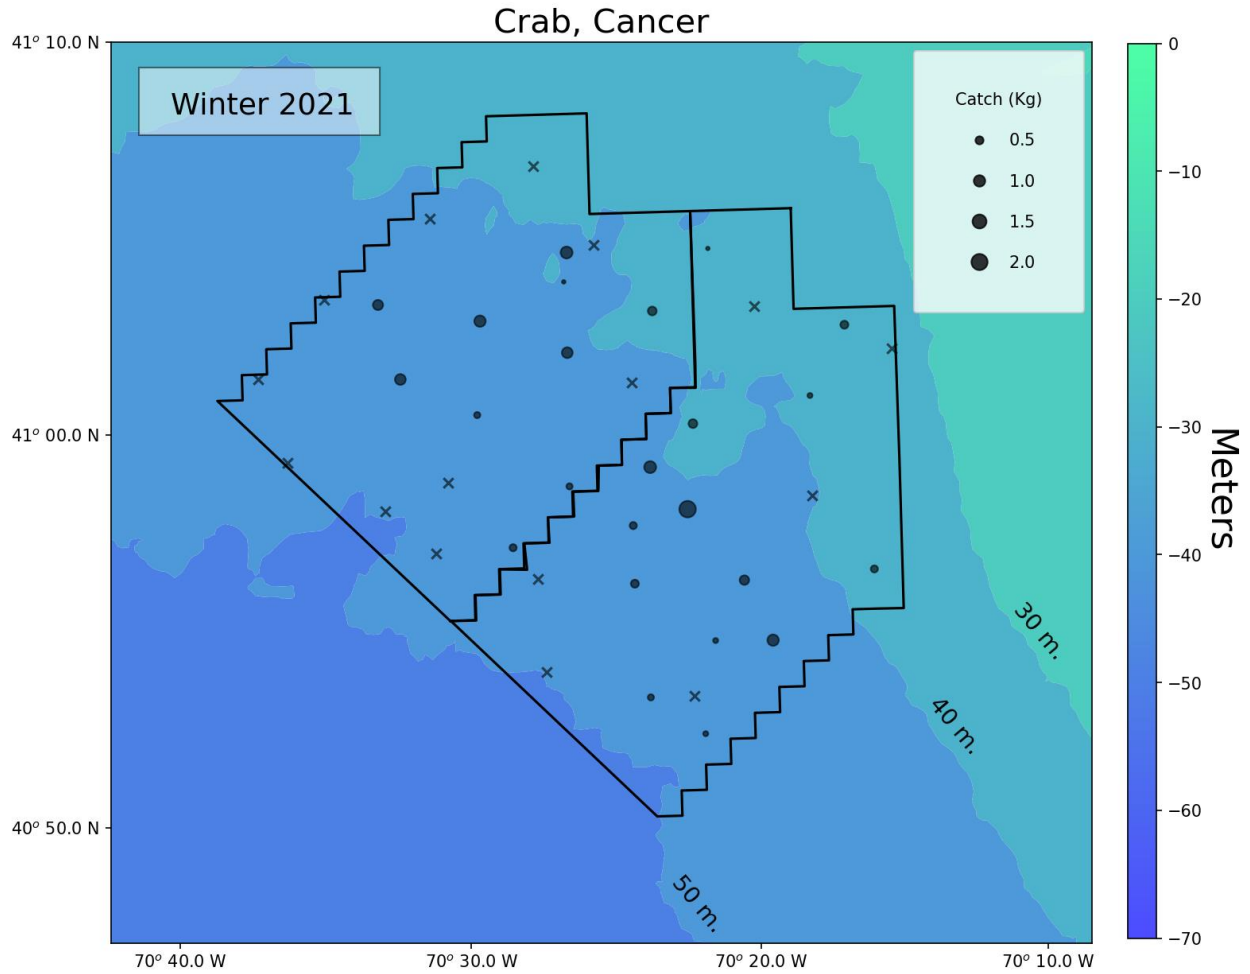 Crab, Cancer
41° 10.0 N
41° 00.0 N
40° 50.0 N
70° 40.0 W
70° 30.0 W
70° 20.0 W
70° 10.0 W
Winter 2021
Catch (Kg)
0.5
1.0
1.5
2.0
30 m.
40 m.
50 m.
0
−10
−20
−30
−40
−50
−60
−70
Meters